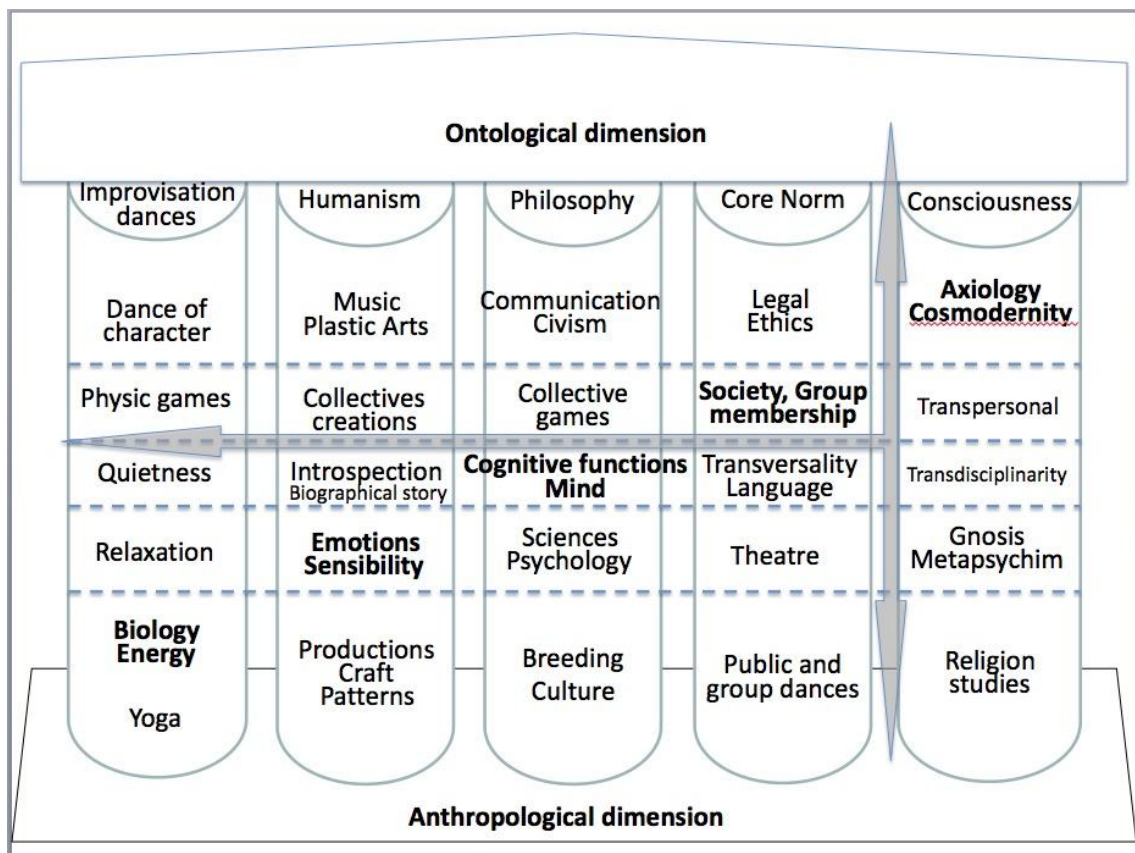 Ontological dimension
Improvisation
dances
Humanism
Philosophy
Core Norm
Consciousness
Dance of
character
Music
Plastic Arts
Communication
Civism
Legal
Ethics
Axiology
Cosmodernity
Physic games
Collectives
creations
Collective
games
Society, Group
membership
Transpersonal
Quietness
Introspection
Biographical story
Cognitive functions
Mind
Transversality
Language
Transdisciplinarity
Relaxation
Emotions
Sensibility
Sciences
Psychology
Theatre
Gnosis
Metapsychim
Biology
Energy
Yoga
Productions
Craft
Patterns
Breeding
Culture
Public and
group dances
Religion
studies
Anthropological dimension